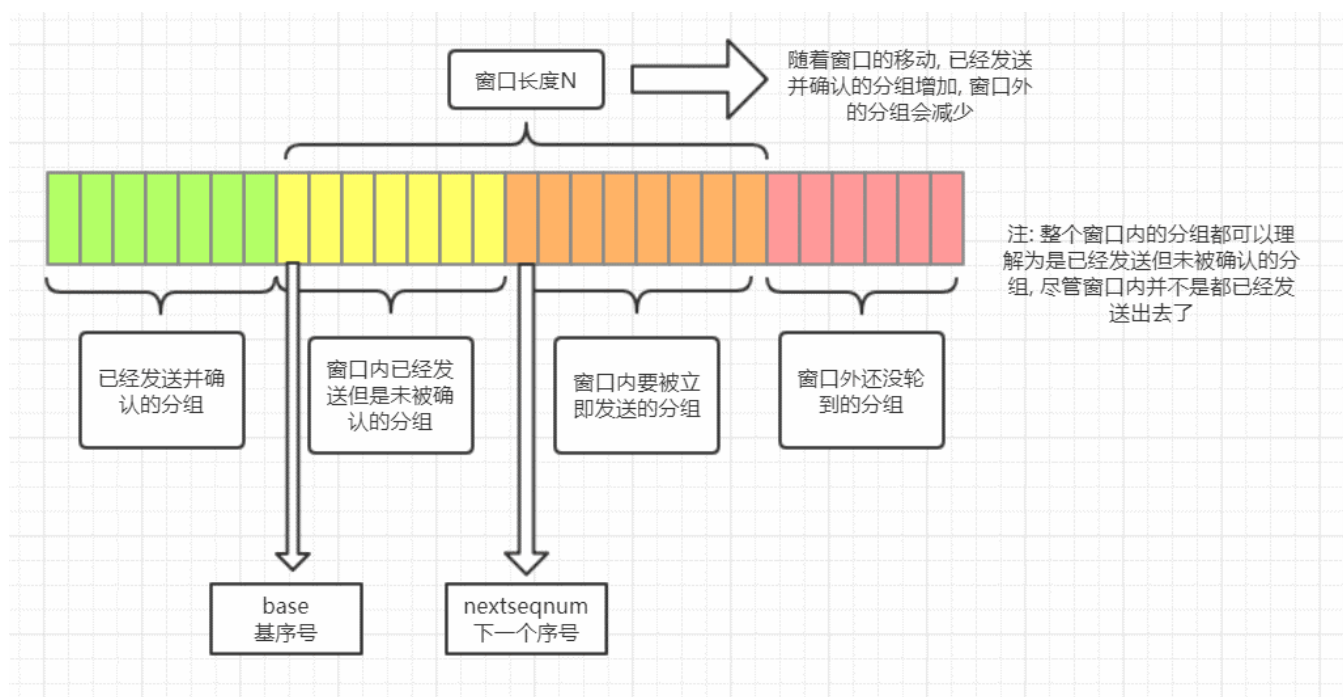 窗口长度N
随着窗口的移动, 已经发送
并确认的分组增加, 窗口外
的分组会减少
注: 整个窗口内的分组都可以理
解为是已经发送但未被确认的分
组, 尽管窗口内并不是都已经发
送出去了
已经发送并确
认的分组
窗口内已经发
送但是未被确
认的分组
窗口内要被立
即发送的分组
窗口外还没轮
到的分组
base
基序号
nextseqnum
下一个序号